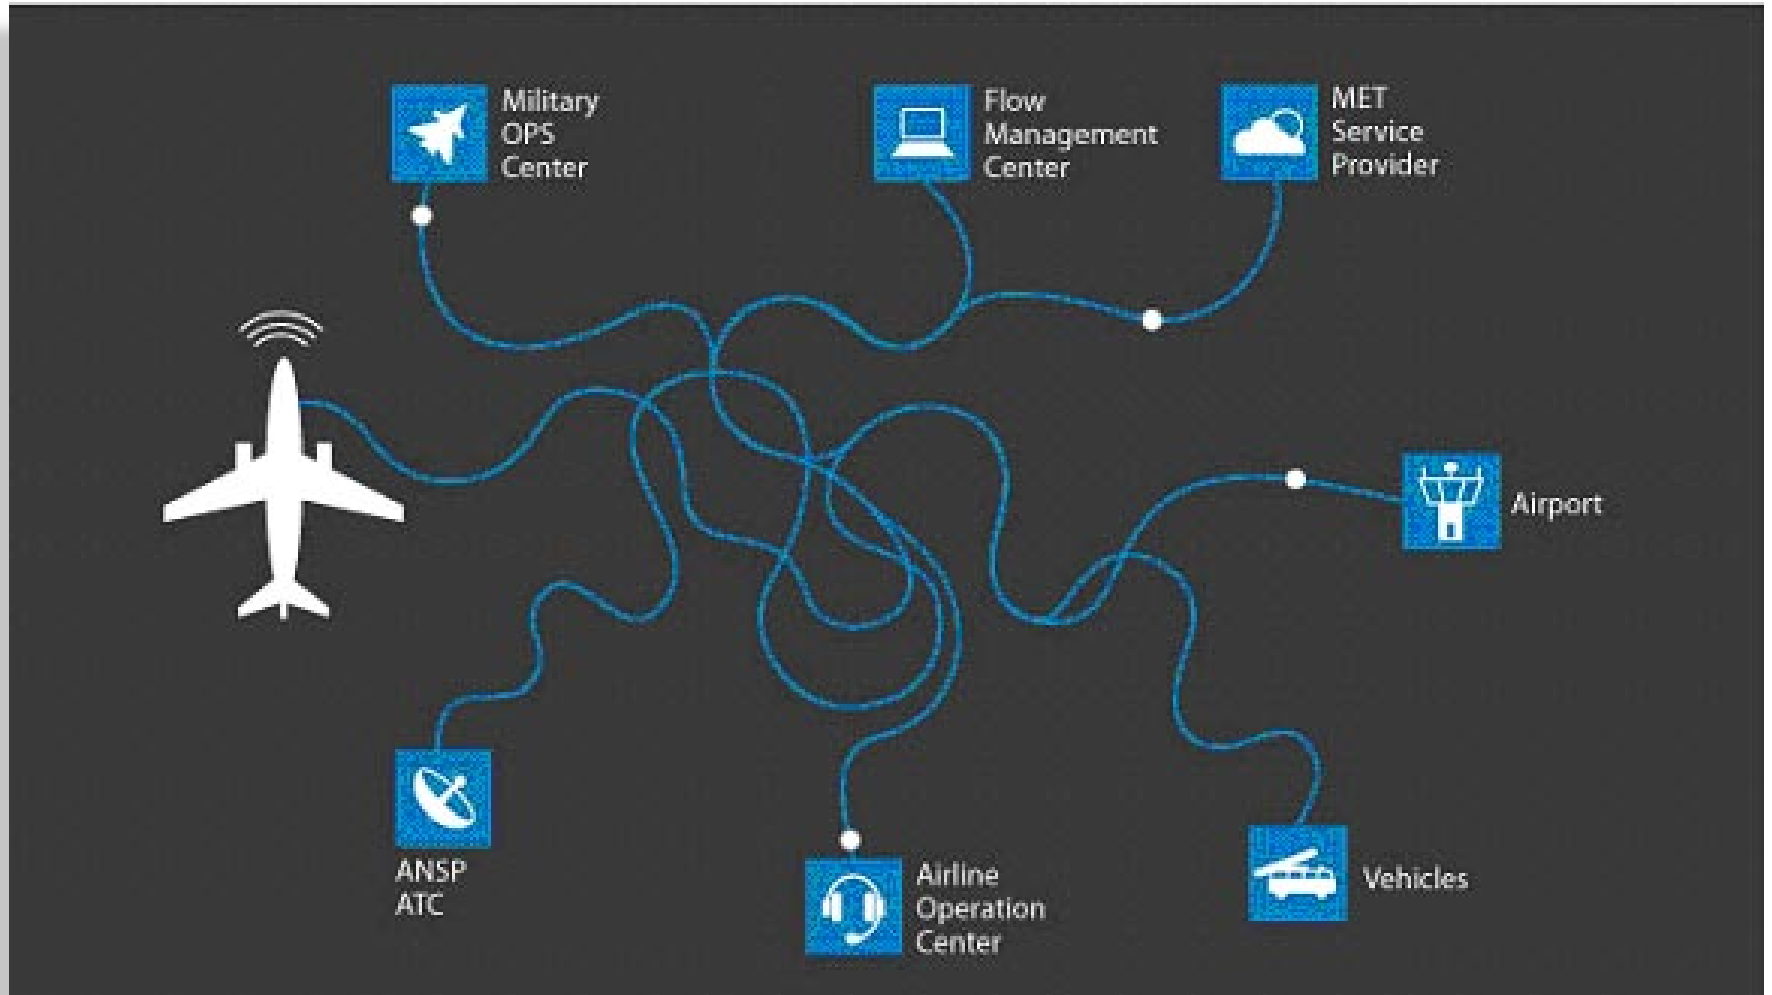 Military
OPS
Center
Flow
Management
Center
MET
Service
Provider
Airport
ANSP
ATC
Airline
Operation
Center
Vehicles